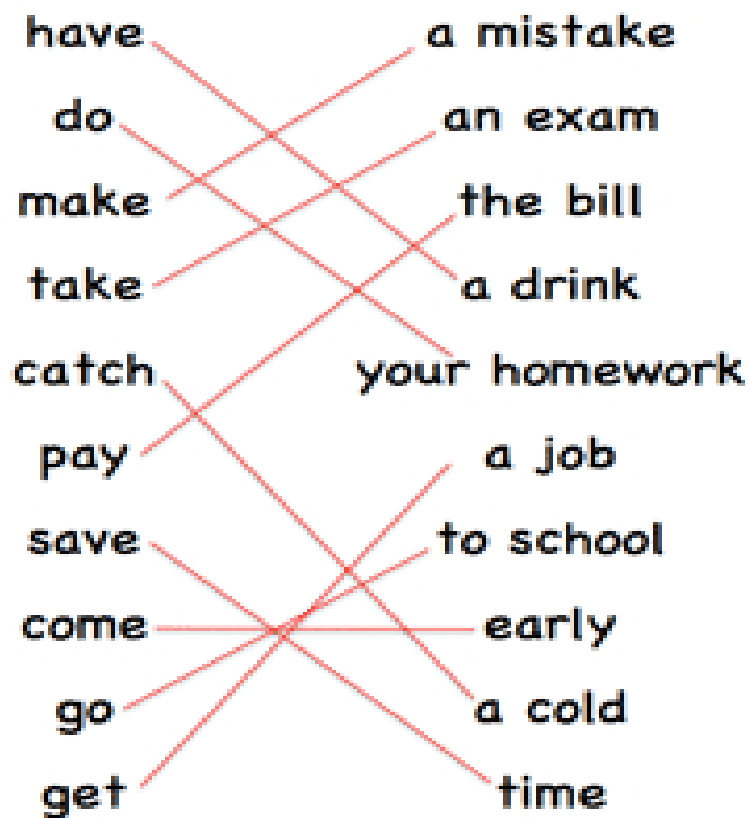 have a mistake
do an exam
make the bill
take a drink
catch your homework
pay a job
save to school
come early
go a cold
get time